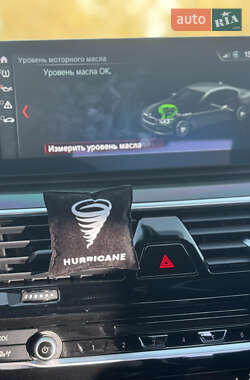 AUTO RIA
Уровень моторного масла
Уровень масла OK.
Измерить уровень масла
HURRICANE